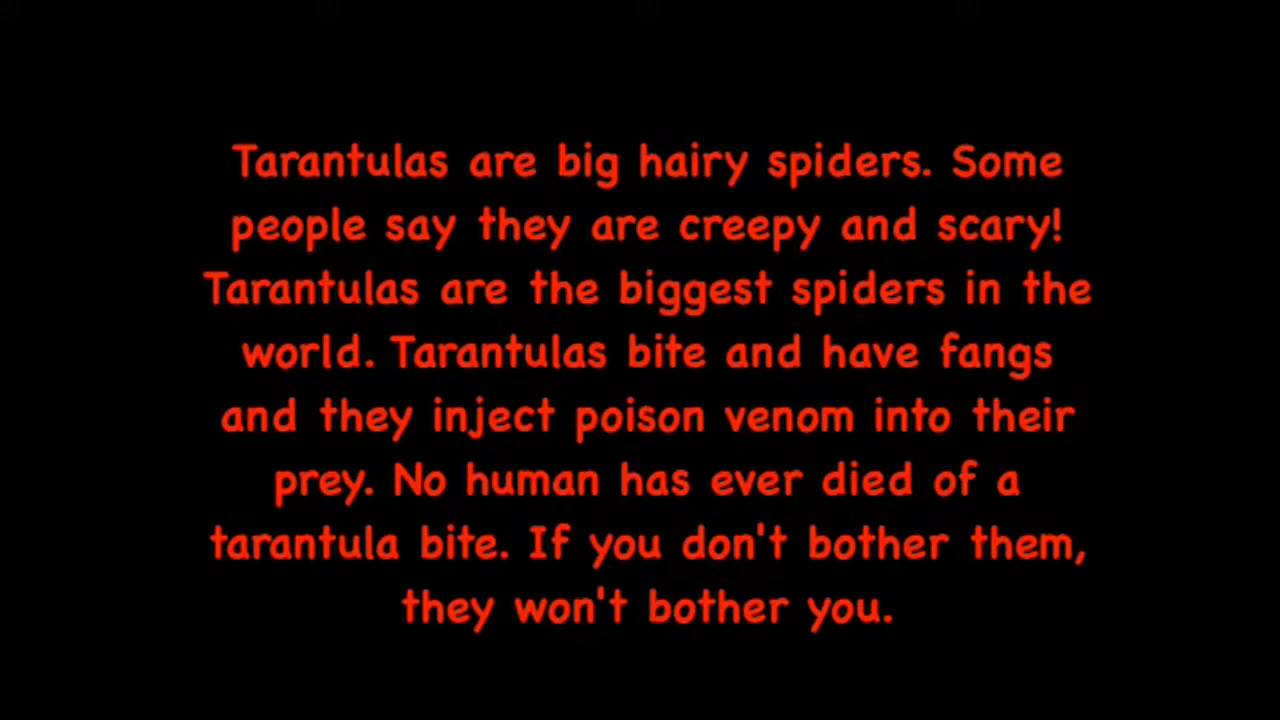 Tarantulas are big hairy spiders. Some
people say they are creepy and scary!
Tarantulas are the biggest spiders in the
world. Tarantulas bite and have fangs
and they inject poison venom into their
prey. No human has ever died of a
tarantula bite. If you don't bother them,
they won't bother you.